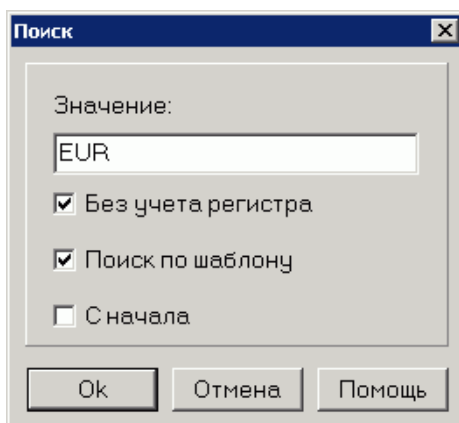 Поиск
Значение:
EUR
Без учета регистра
Поиск по шаблону
С начала
Ok Отмена Помощь